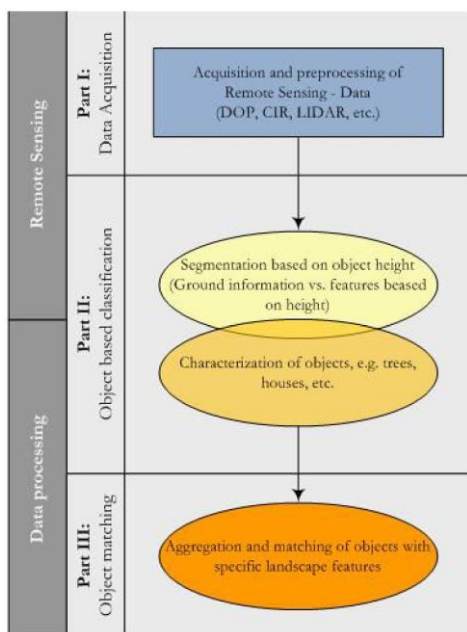 Remote Sensing
Part I:
Data Acquisition
Acquisition and preprocessing of
Remote Sensing - Data
(DOP, CIR, LIDAR, etc.)
Part II:
Object based classification
Segmentation based on object height
(Ground information vs. features beased on
height)
Characterization of objects, e.g. trees,
houses, etc.
Data processing
Part III:
Object matching
Aggregation and matching of objects with
specific landscape features